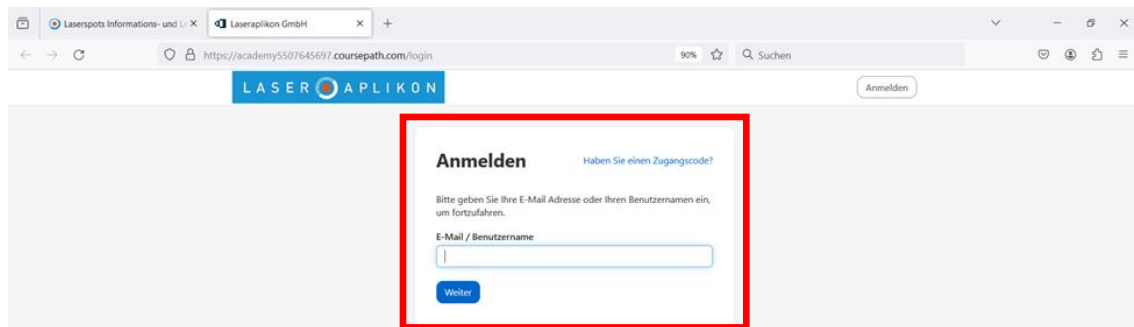 Laserspots Informations- und L
Laseraplikon GmbH
https://academy5507645697.coursepath.com/login
90%
Suchen
LASER APLIKON
Anmelden
Anmelden
Haben Sie einen Zugangscode?
Bitte geben Sie Ihre E-Mail Adresse oder Ihren Benutzernamen ein,
um fortzufahren.
E-Mail / Benutzername
Weiter